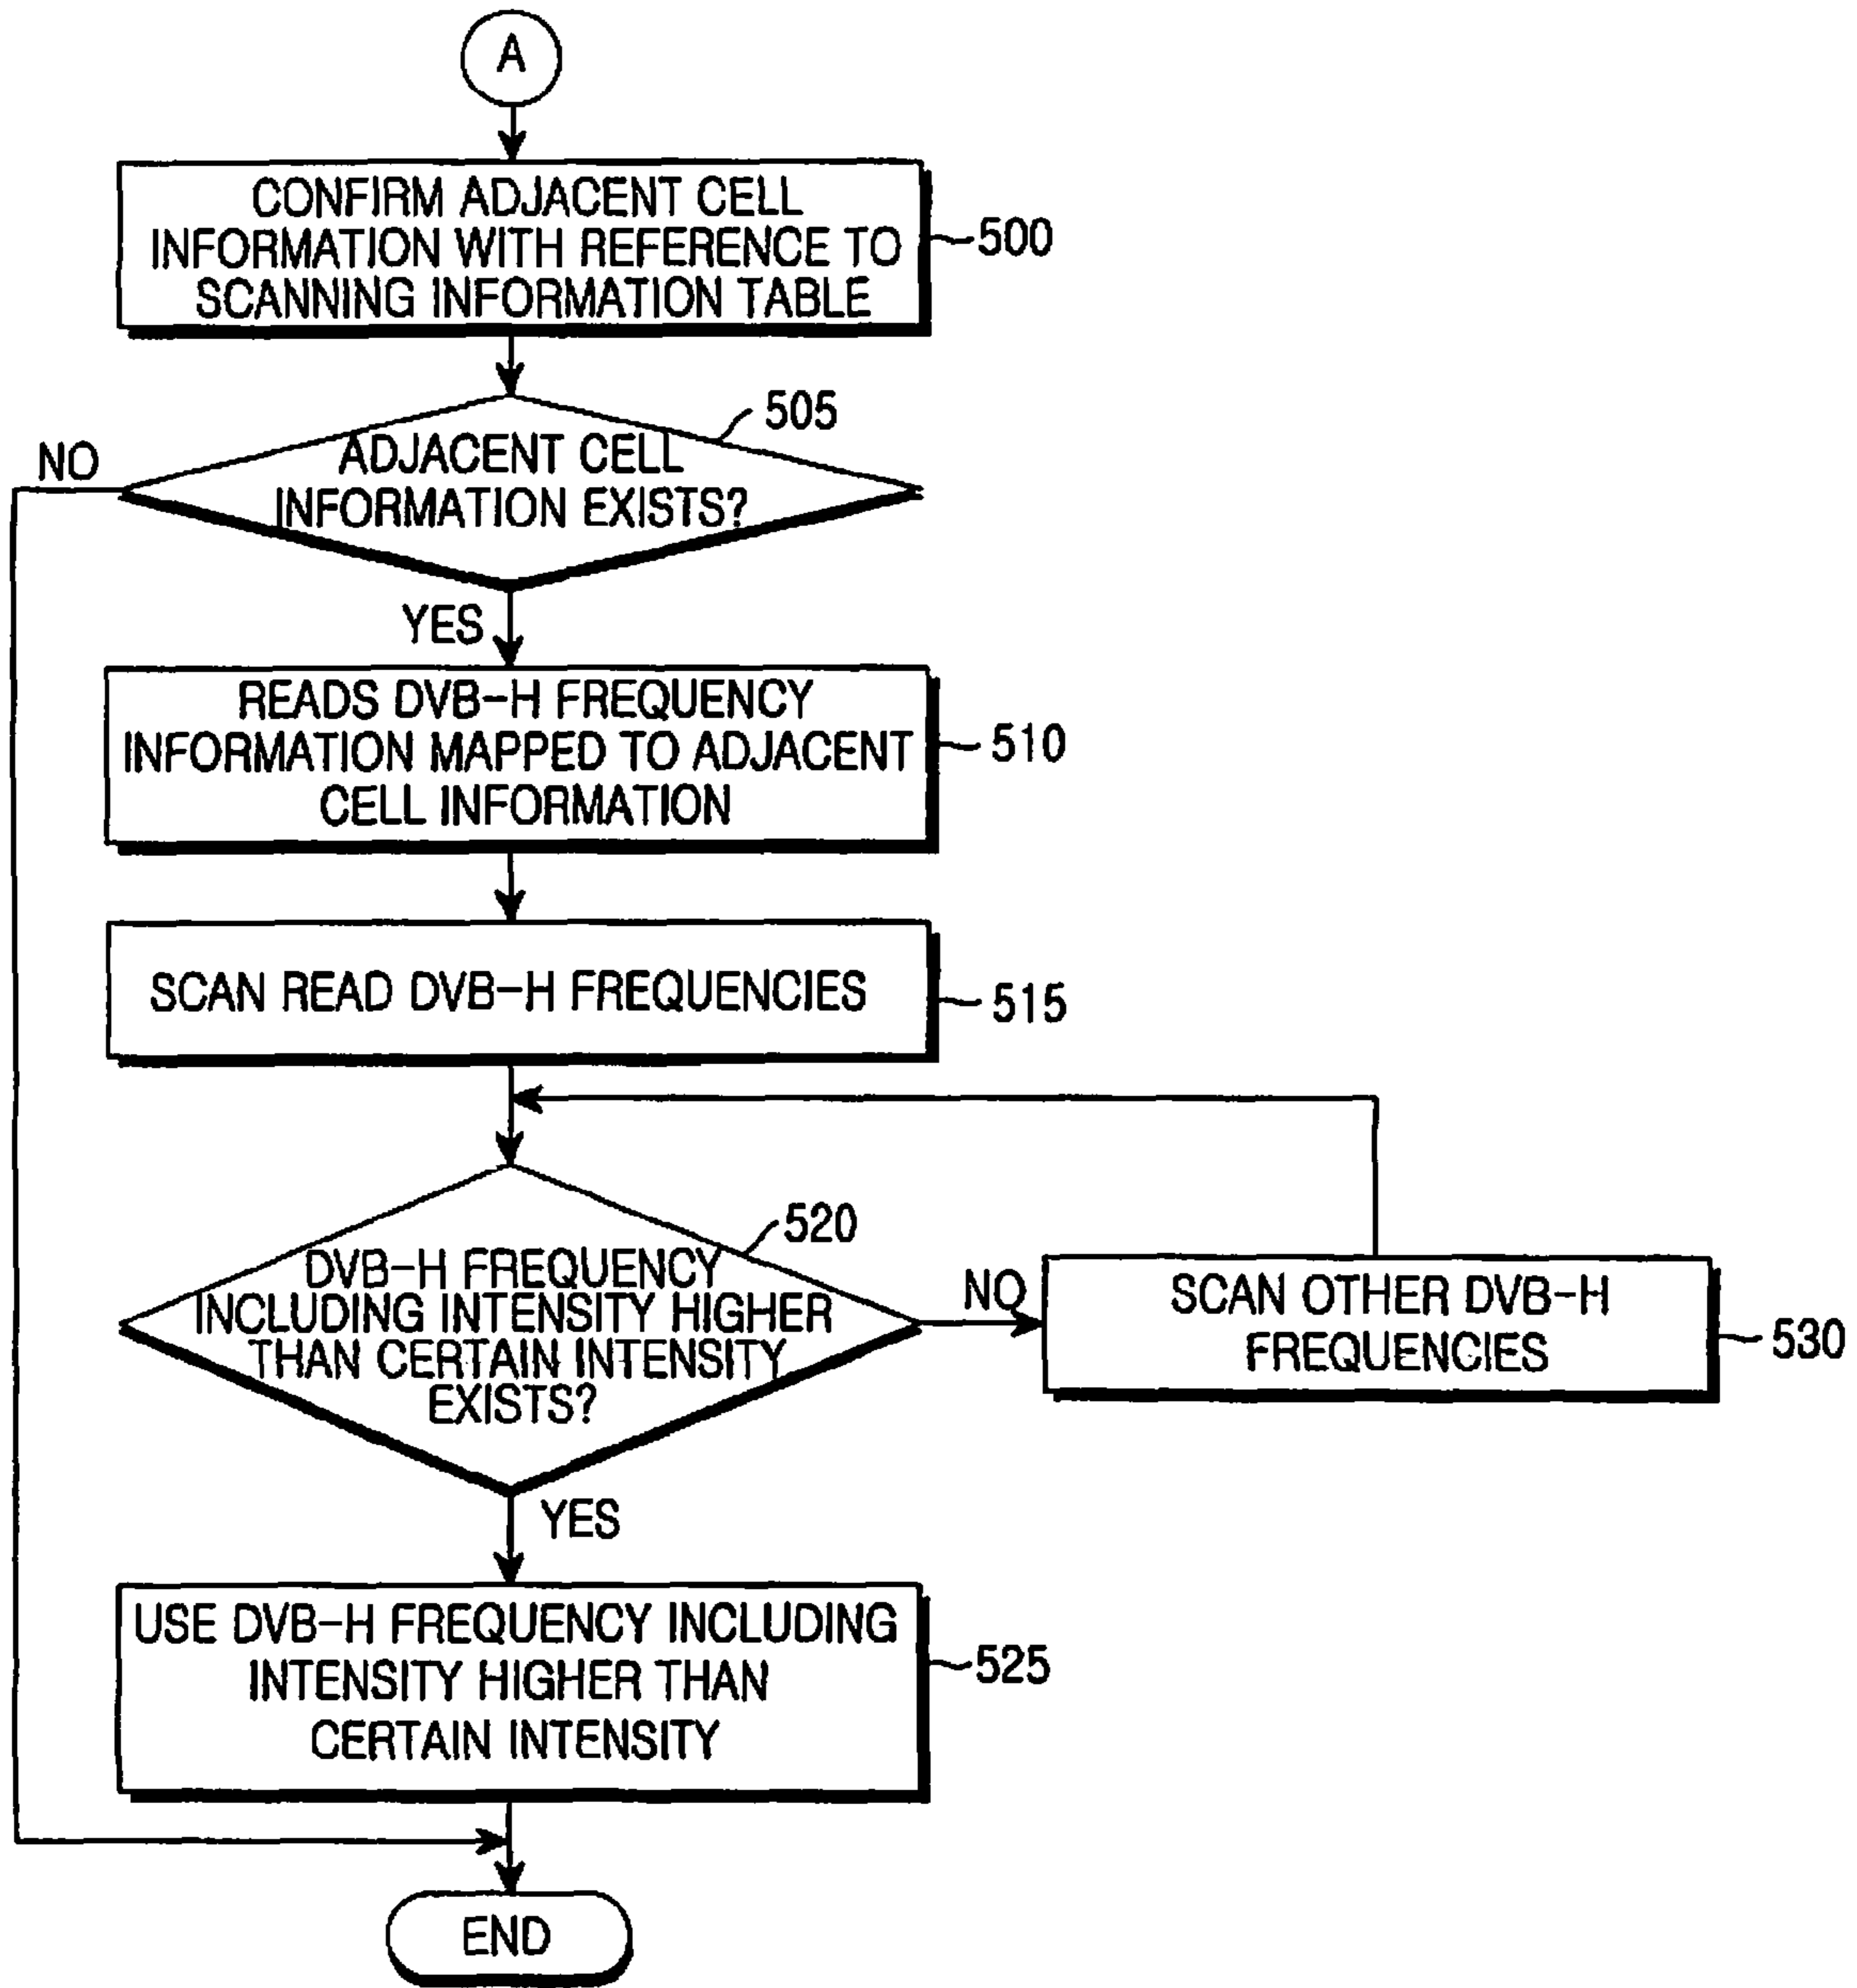 A
CONFIRM ADJACENT CELL
INFORMATION WITH REFERENCE TO
SCANNING INFORMATION TABLE
500
505
NO
ADJACENT CELL
INFORMATION EXISTS?
YES
READS DVB-H FREQUENCY
INFORMATION MAPPED TO ADJACENT
CELL INFORMATION
510
SCAN READ DVB-H FREQUENCIES
515
520
DVB-H FREQUENCY
INCLUDING INTENSITY HIGHER
THAN CERTAIN INTENSITY
EXISTS?
NO
SCAN OTHER DVB-H
FREQUENCIES
530
YES
USE DVB-H FREQUENCY INCLUDING
INTENSITY HIGHER THAN
CERTAIN INTENSITY
525
END